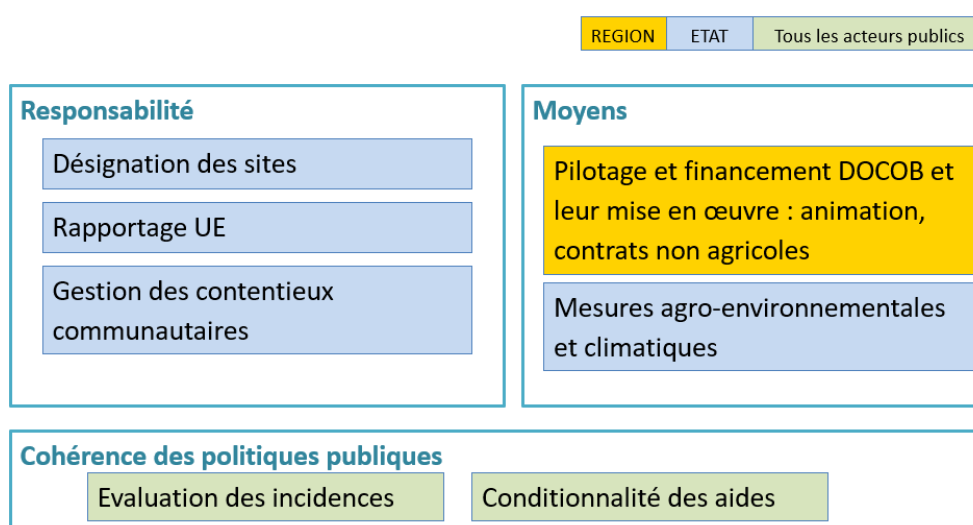 REGION ETAT Tous les acteurs publics
Responsabilité
Désignation des sites
Rapportage UE
Gestion des contentieux
communautaires
Moyens
Pilotage et financement DOCOB et
leur mise en œuvre : animation,
contrats non agricoles
Mesures agro-environnementales
et climatiques
Cohérence des politiques publiques
Evaluation des incidences
Conditionnalité des aides